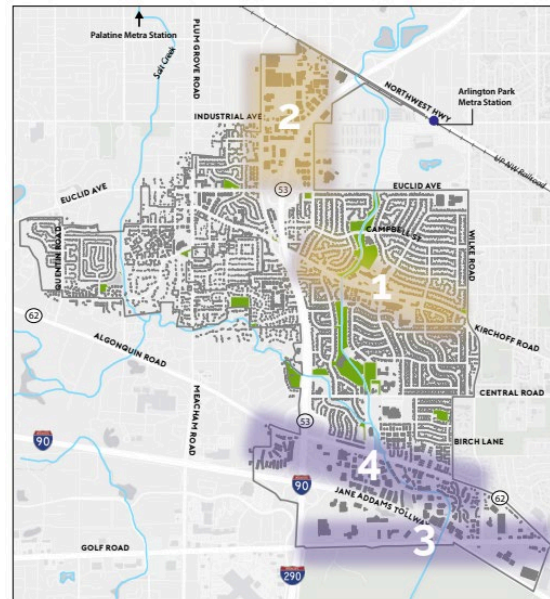 Palatine Metra Station
Salt Creek
PLUM GROVE ROAD
NORTHWEST HWY
Arlington Park
Metra Station
UP-NW Railroad
INDUSTRIAL AVE
2
53
EUCLID AVE
EUCLID AVE
CAMPBELL ST
QUENTIN ROAD
WILKE ROAD
1
62
KIRCHOFF ROAD
ALGONQUIN ROAD
MEACHAM ROAD
CENTRAL ROAD
53
90
BIRCH LANE
4
90
62
JANE ADDAMS TOLLWAY
3
GOLF ROAD
290